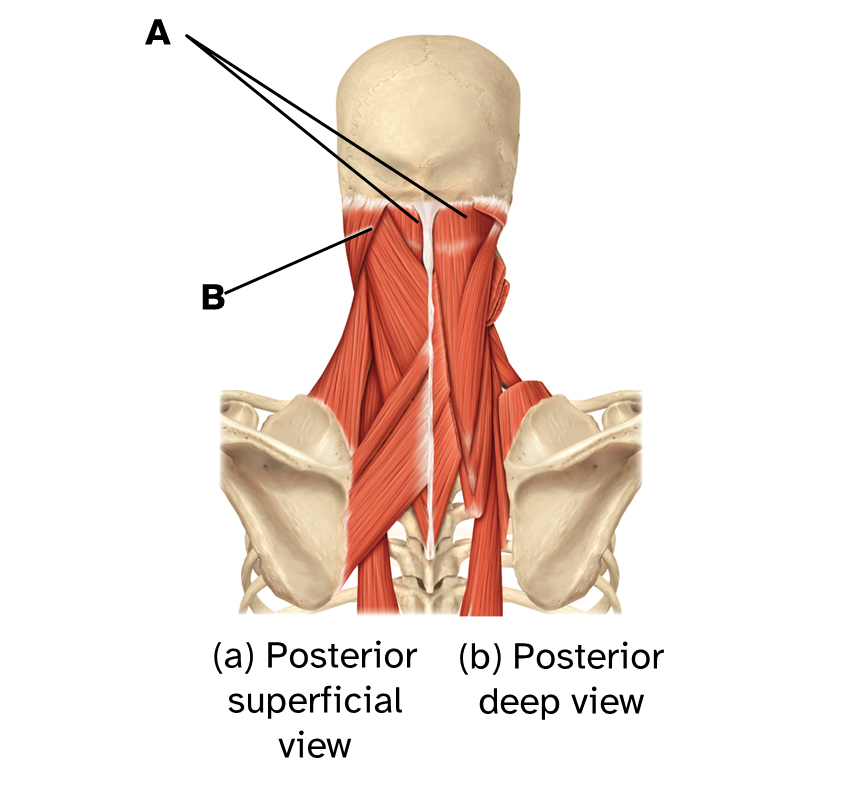 A
B
(a) Posterior
superficial
view
(b) Posterior
deep view